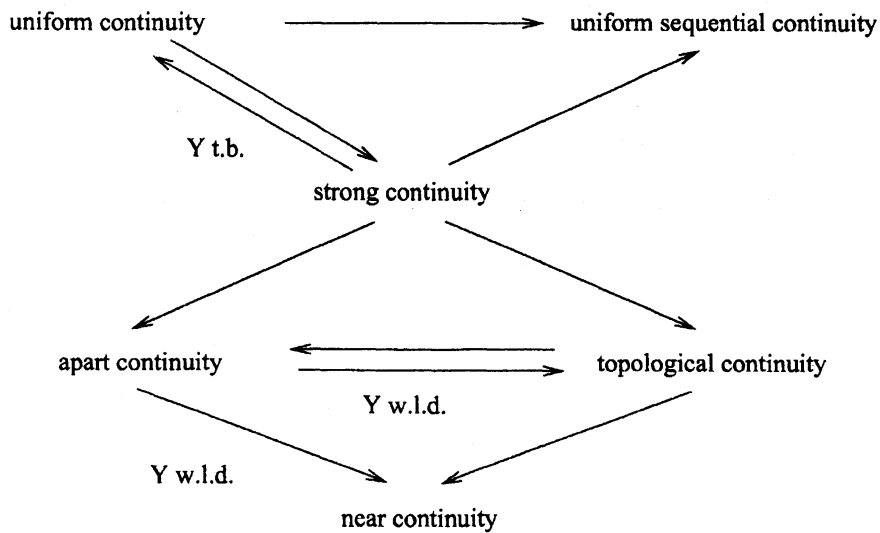 uniform continuity
uniform sequential continuity
Y t.b.
strong continuity
apart continuity
topological continuity
Y w.l.d.
Y w.l.d.
near continuity